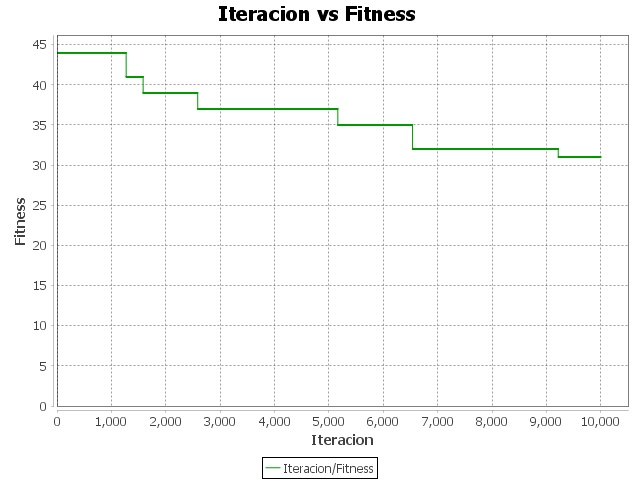 Iteracion vs Fitness
45
40
35
30
25
20
15
10
5
0
Fitness
0 1,000 2,000 3,000 4,000 5,000 6,000 7,000 8,000 9,000 10,000
Iteracion
Iteracion/Fitness